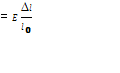 = ε Δl / l₀